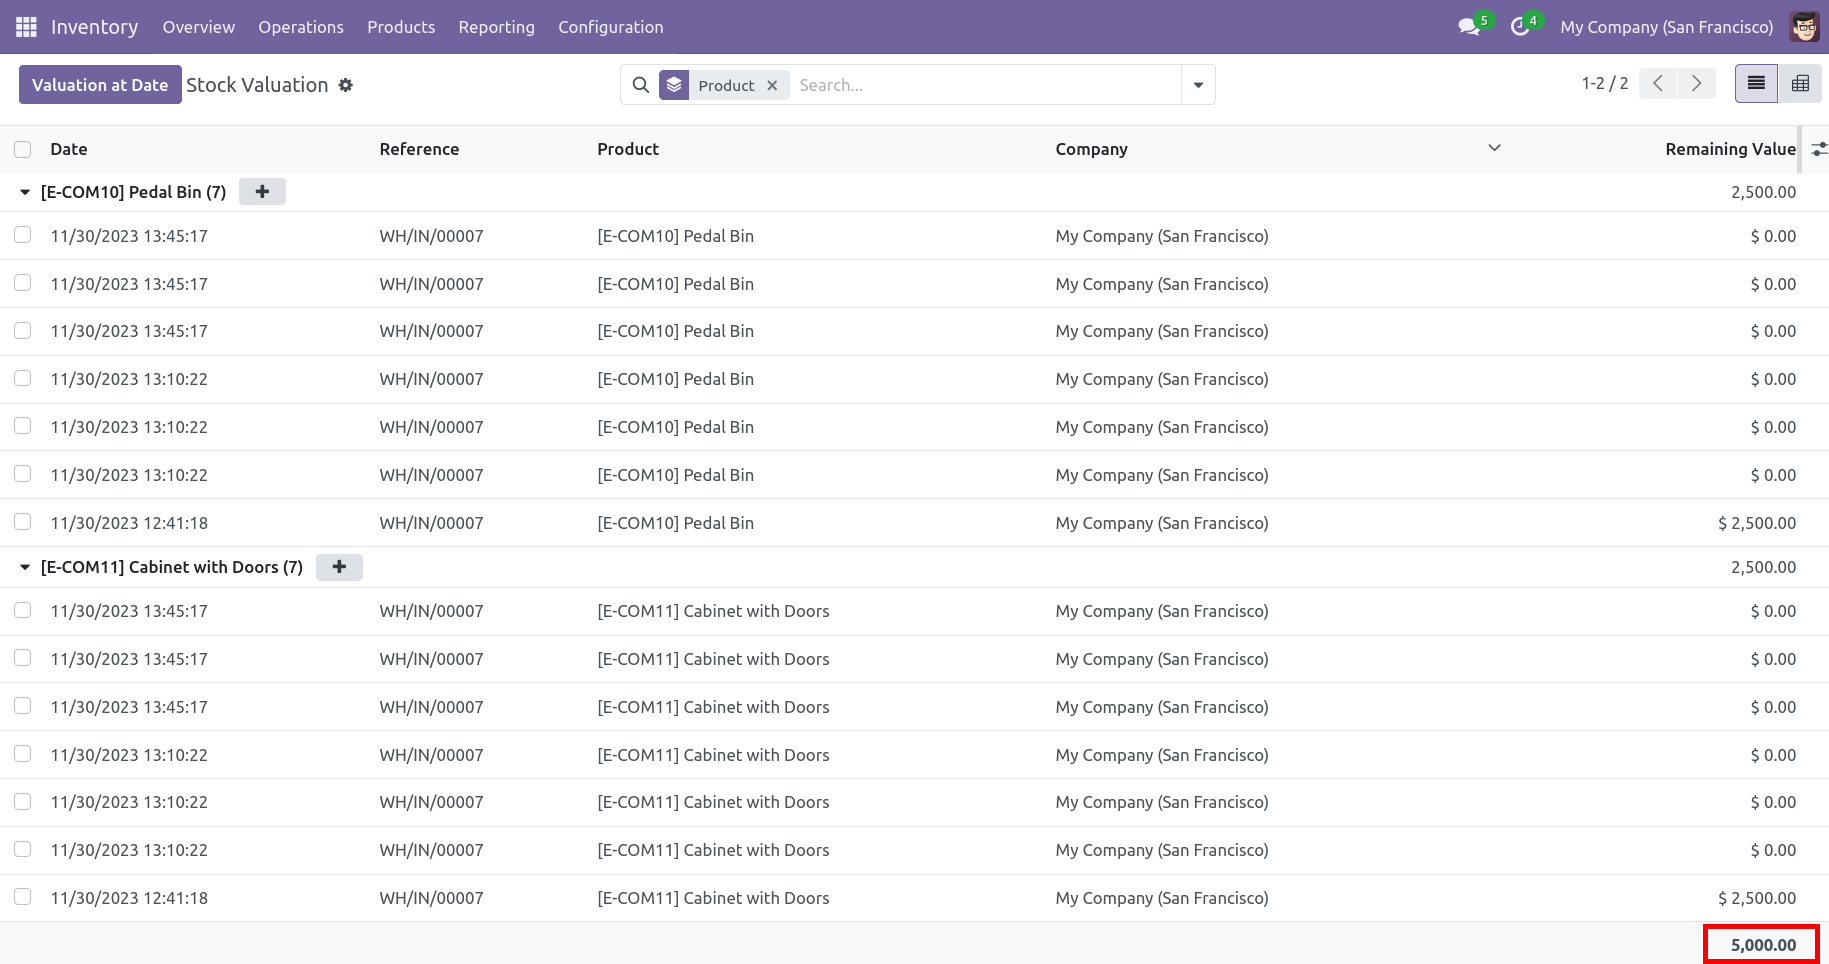 Inventory Overview Operations Products Reporting Configuration 5 4 My Company (San Francisco)
Valuation at Date Stock Valuation Product Search... 1-2 / 2
Date Reference Product Company Remaining Value
[E-COM10] Pedal Bin (7) 2,500.00
11/30/2023 13:45:17 WH/IN/00007 [E-COM10] Pedal Bin My Company (San Francisco) $ 0.00
11/30/2023 13:45:17 WH/IN/00007 [E-COM10] Pedal Bin My Company (San Francisco) $ 0.00
11/30/2023 13:45:17 WH/IN/00007 [E-COM10] Pedal Bin My Company (San Francisco) $ 0.00
11/30/2023 13:10:22 WH/IN/00007 [E-COM10] Pedal Bin My Company (San Francisco) $ 0.00
11/30/2023 13:10:22 WH/IN/00007 [E-COM10] Pedal Bin My Company (San Francisco) $ 0.00
11/30/2023 13:10:22 WH/IN/00007 [E-COM10] Pedal Bin My Company (San Francisco) $ 0.00
11/30/2023 12:41:18 WH/IN/00007 [E-COM10] Pedal Bin My Company (San Francisco) $ 2,500.00
[E-COM11] Cabinet with Doors (7) 2,500.00
11/30/2023 13:45:17 WH/IN/00007 [E-COM11] Cabinet with Doors My Company (San Francisco) $ 0.00
11/30/2023 13:45:17 WH/IN/00007 [E-COM11] Cabinet with Doors My Company (San Francisco) $ 0.00
11/30/2023 13:45:17 WH/IN/00007 [E-COM11] Cabinet with Doors My Company (San Francisco) $ 0.00
11/30/2023 13:10:22 WH/IN/00007 [E-COM11] Cabinet with Doors My Company (San Francisco) $ 0.00
11/30/2023 13:10:22 WH/IN/00007 [E-COM11] Cabinet with Doors My Company (San Francisco) $ 0.00
11/30/2023 13:10:22 WH/IN/00007 [E-COM11] Cabinet with Doors My Company (San Francisco) $ 0.00
11/30/2023 12:41:18 WH/IN/00007 [E-COM11] Cabinet with Doors My Company (San Francisco) $ 2,500.00
5,000.00